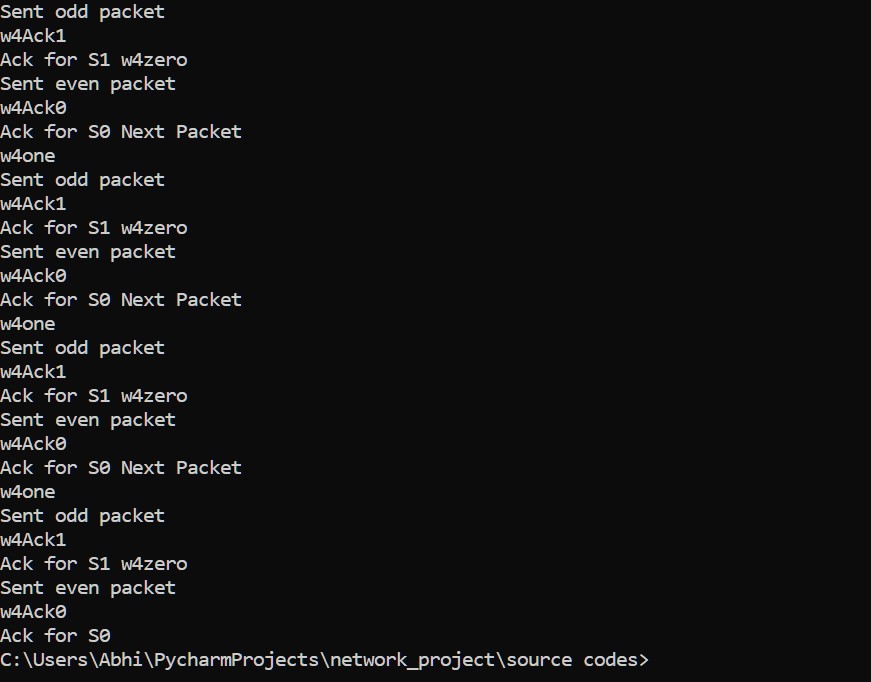 Sent odd packet
w4Ack1
Ack for S1 w4zero
Sent even packet
w4Ack0
Ack for S0 Next Packet
w4one
Sent odd packet
w4Ack1
Ack for S1 w4zero
Sent even packet
w4Ack0
Ack for S0 Next Packet
w4one
Sent odd packet
w4Ack1
Ack for S1 w4zero
Sent even packet
w4Ack0
Ack for S0 Next Packet
w4one
Sent odd packet
w4Ack1
Ack for S1 w4zero
Sent even packet
w4Ack0
Ack for S0
C:\Users\Abhi\PycharmProjects\network_project\source codes>